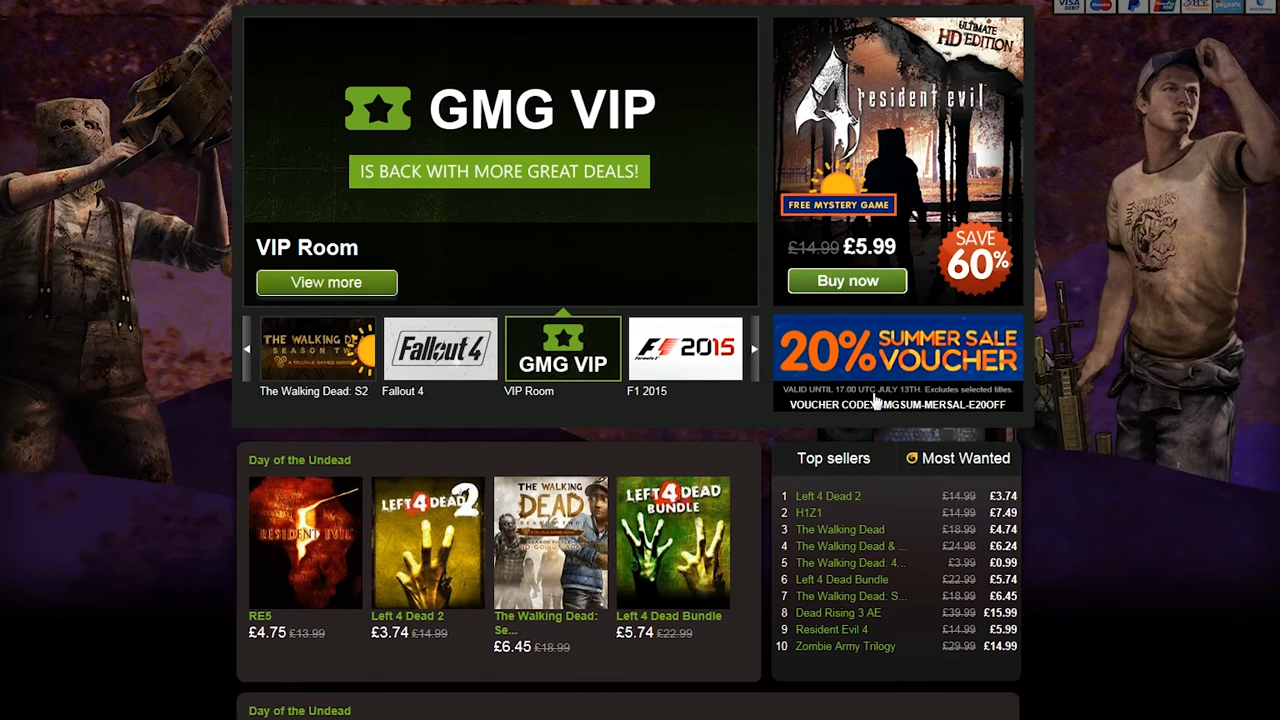 VISA
DEBIT
GMG VIP
IS BACK WITH MORE GREAT DEALS!
VIP Room
View more
ULTIMATE
HD EDITION
4
resident evil
FREE MYSTERY GAME
£14.99 £5.99
SAVE
60%
Buy now
THE WALKING D
SEASON TW
Fallout 4
GMG VIP
F1 2015
The Walking Dead: S2
Fallout 4
VIP Room
F1 2015
20% SUMMER SALE
VOUCHER
VALID UNTIL 17.00 UTC JULY 13TH. Excludes selected titles.
VOUCHER CODE: MGSUM-MERSAL-E20OFF
Day of the Undead
RESIDENT EVIL
5
LEFT 4 DEAD 2
THE WALKING
DEAD
LEFT 4 DEAD
BUNDLE
RE5
£4.75 £13.99
Left 4 Dead 2
£3.74 £14.99
The Walking Dead:
Se...
£6.45 £18.99
Left 4 Dead Bundle
£5.74 £22.99
Top sellers
Most Wanted
1 Left 4 Dead 2 £14.99 £3.74
2 H1Z1 £14.99 £7.49
3 The Walking Dead £18.99 £4.74
4 The Walking Dead & ... £24.98 £6.24
5 The Walking Dead: 4... £3.99 £0.99
6 Left 4 Dead Bundle £22.99 £5.74
7 The Walking Dead: S... £18.99 £6.45
8 Dead Rising 3 AE £39.99 £15.99
9 Resident Evil 4 £14.99 £5.99
10 Zombie Army Trilogy £29.99 £14.99
Day of the Undead